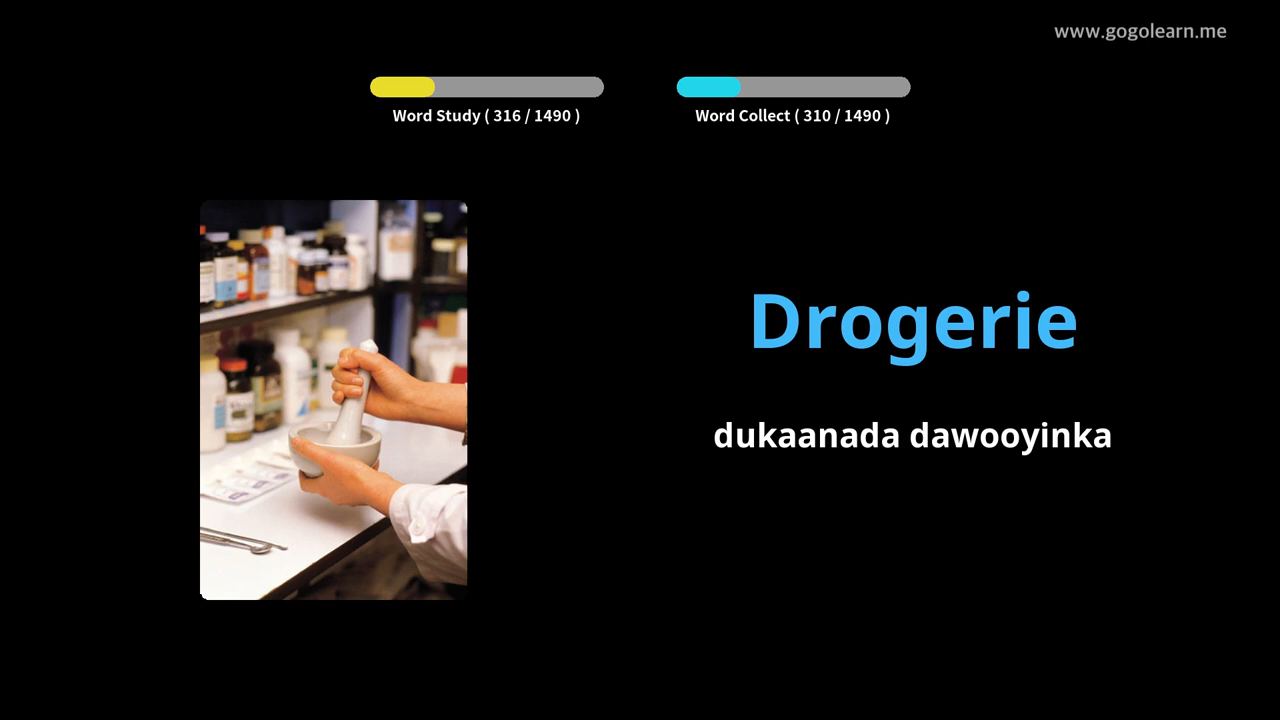 www.gogolearn.me
Word Study ( 316 / 1490 )
Word Collect ( 310 / 1490 )
Drogerie
dukaanada dawooyinka